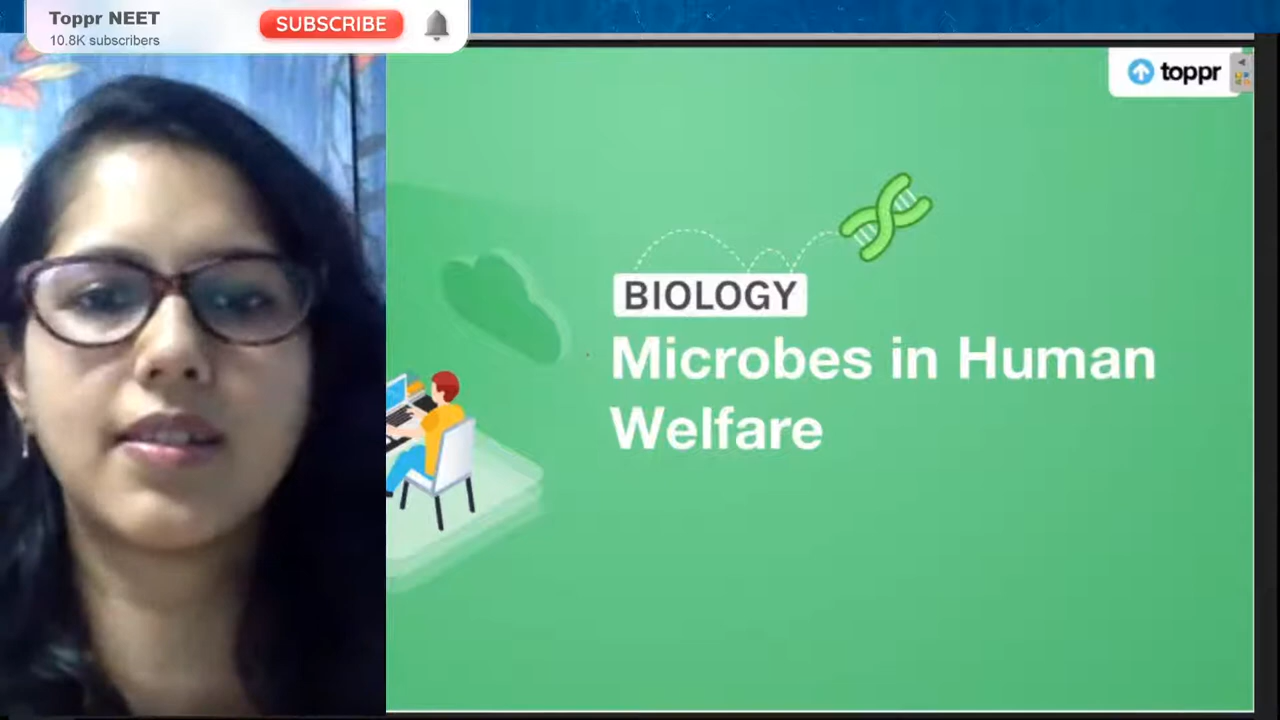 Toppr NEET
10.8K subscribers
SUBSCRIBE
toppr
BIOLOGY
Microbes in Human
Welfare